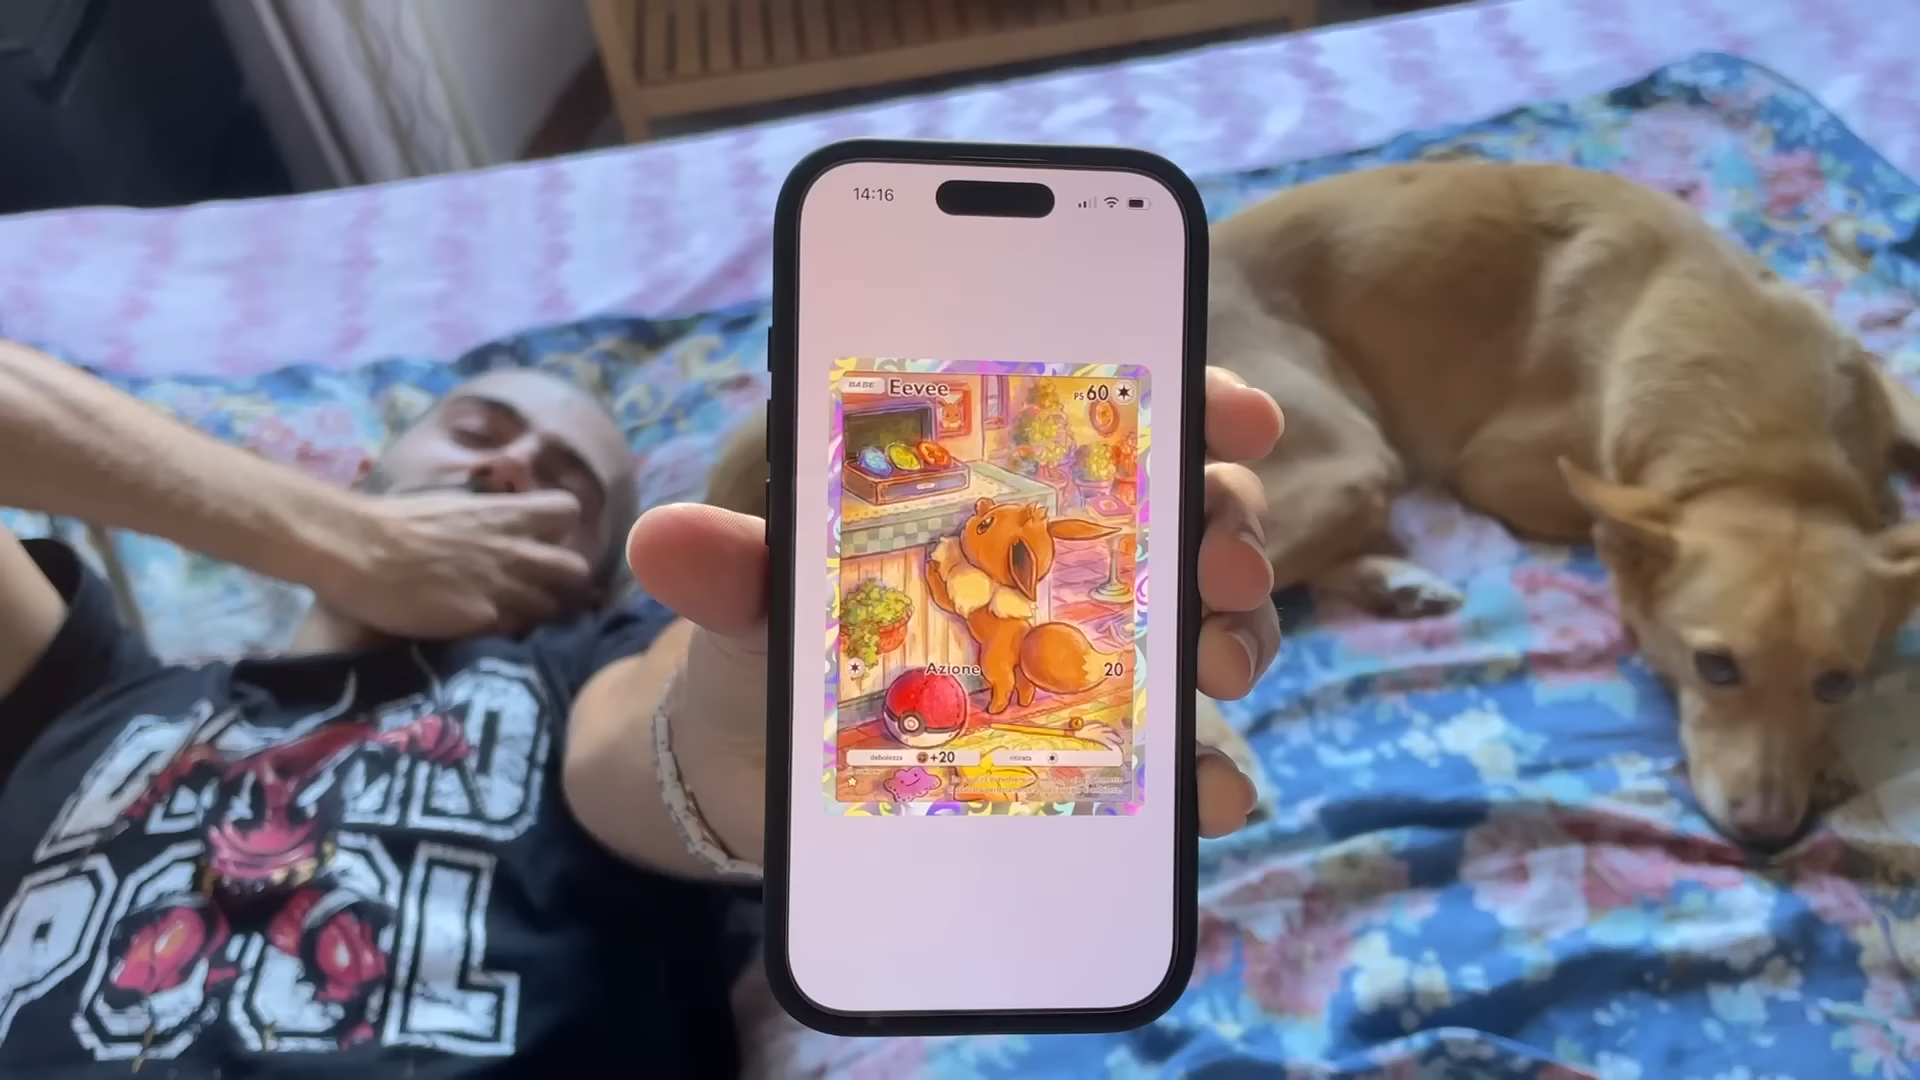 14:16
BASE Eevee PS 60
Azione 20
debolezza +20 ritirata
DEAD
POOL